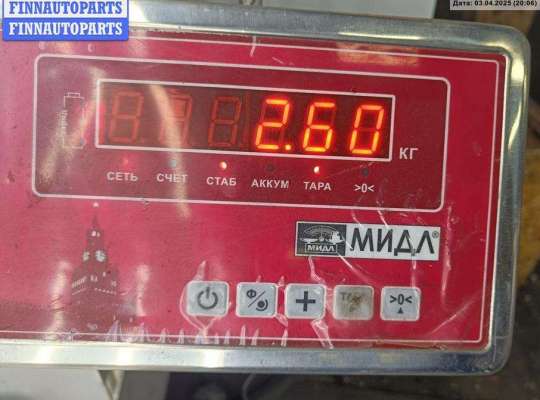 FINNAUTOPARTS
FINNAUTOPARTS
Дата: 03.04.2025 (20:06)
2.60
КГ
СЕТЬ СЧЕТ СТАБ АККУМ ТАРА >0<
МИДЛ
МИДЛ®
Ф
>0<